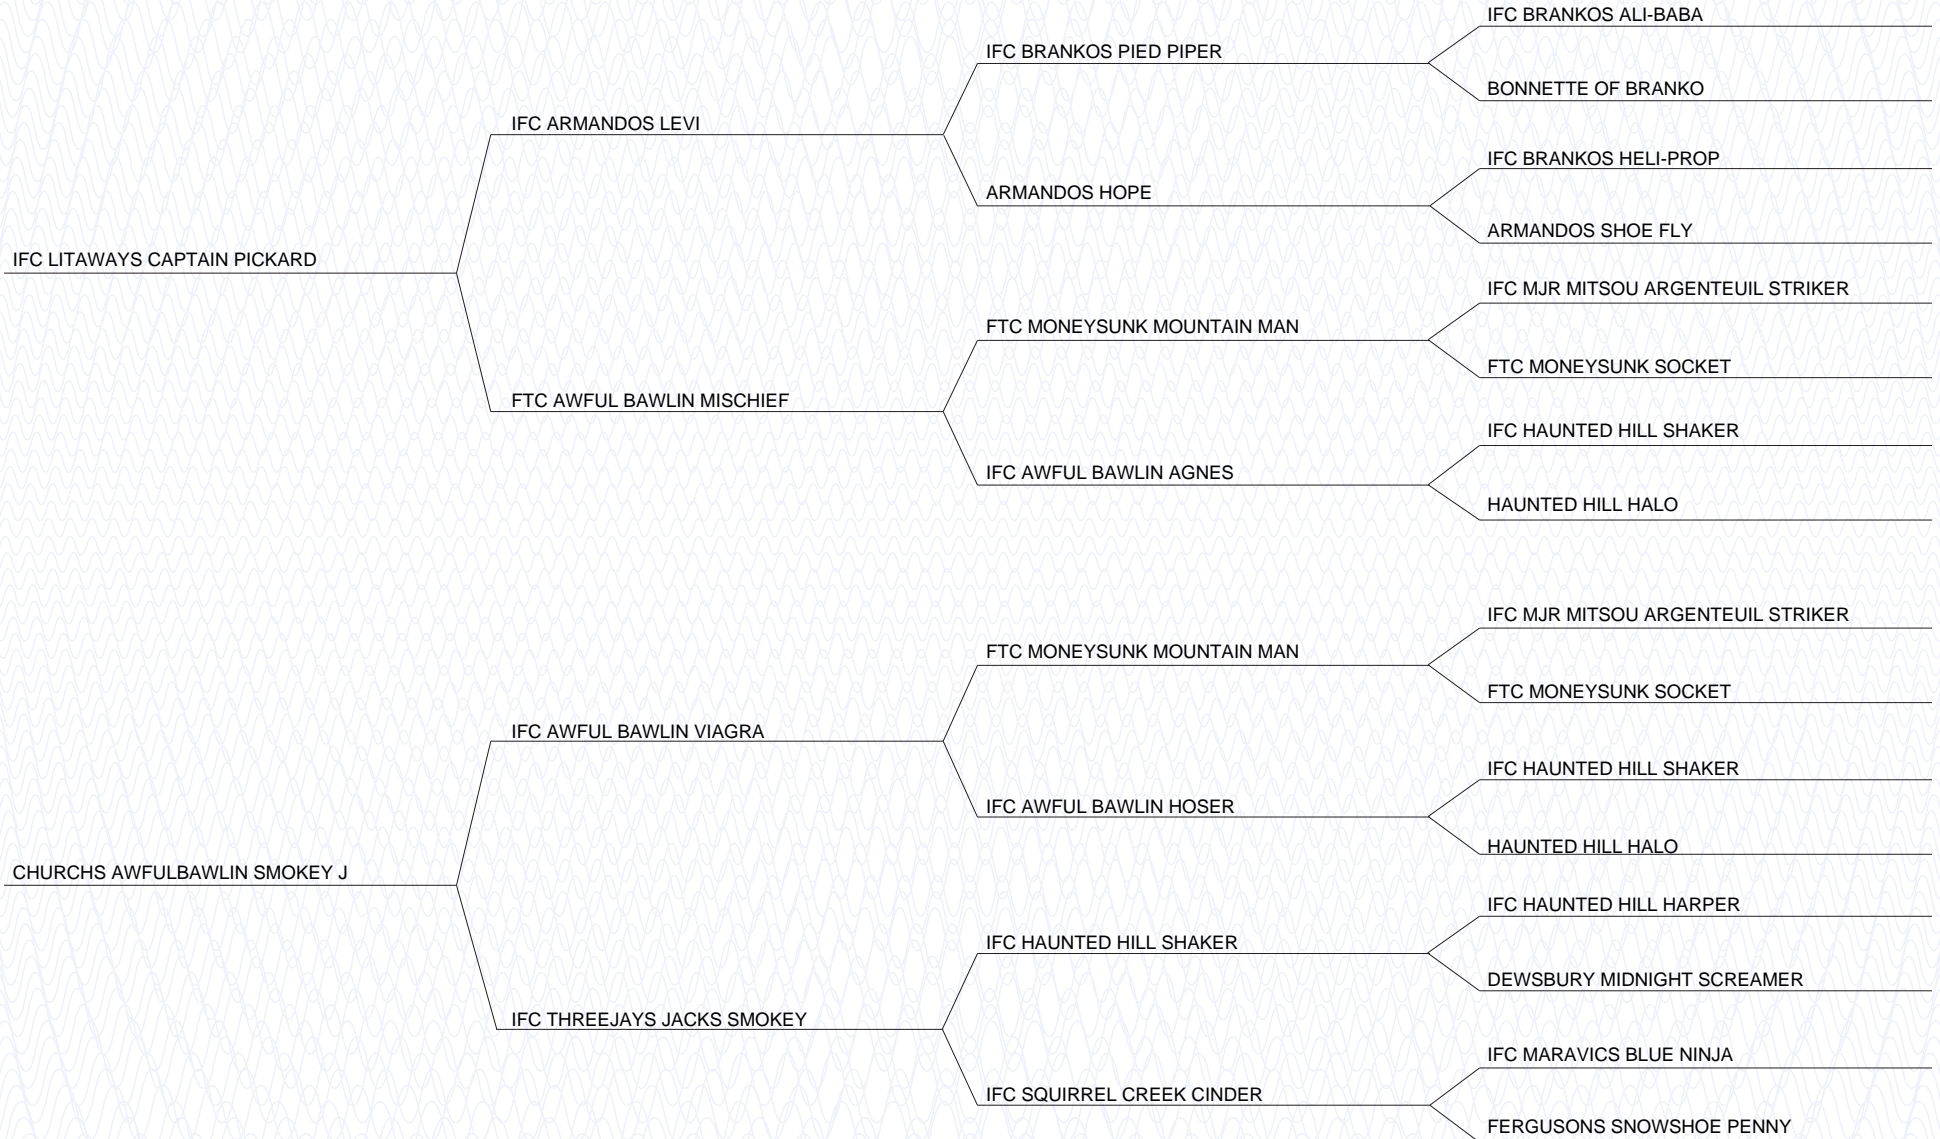 IFC BRANKOS ALI-BABA
IFC BRANKOS PIED PIPER
BONNETTE OF BRANKO
IFC ARMANDOS LEVI
IFC BRANKOS HELI-PROP
ARMANDOS HOPE
ARMANDOS SHOE FLY
IFC LITAWAYS CAPTAIN PICKARD
IFC MJR MITSOU ARGENTEUIL STRIKER
FTC MONEYSUNK MOUNTAIN MAN
FTC MONEYSUNK SOCKET
FTC AWFUL BAWLIN MISCHIEF
IFC HAUNTED HILL SHAKER
IFC AWFUL BAWLIN AGNES
HAUNTED HILL HALO
IFC MJR MITSOU ARGENTEUIL STRIKER
FTC MONEYSUNK MOUNTAIN MAN
FTC MONEYSUNK SOCKET
IFC AWFUL BAWLIN VIAGRA
IFC HAUNTED HILL SHAKER
IFC AWFUL BAWLIN HOSER
HAUNTED HILL HALO
CHURCHS AWFULBAWLIN SMOKEY J
IFC HAUNTED HILL HARPER
IFC HAUNTED HILL SHAKER
DEWSBURY MIDNIGHT SCREAMER
IFC THREEJAYS JACKS SMOKEY
IFC MARAVICS BLUE NINJA
IFC SQUIRREL CREEK CINDER
FERGUSONS SNOWSHOE PENNY